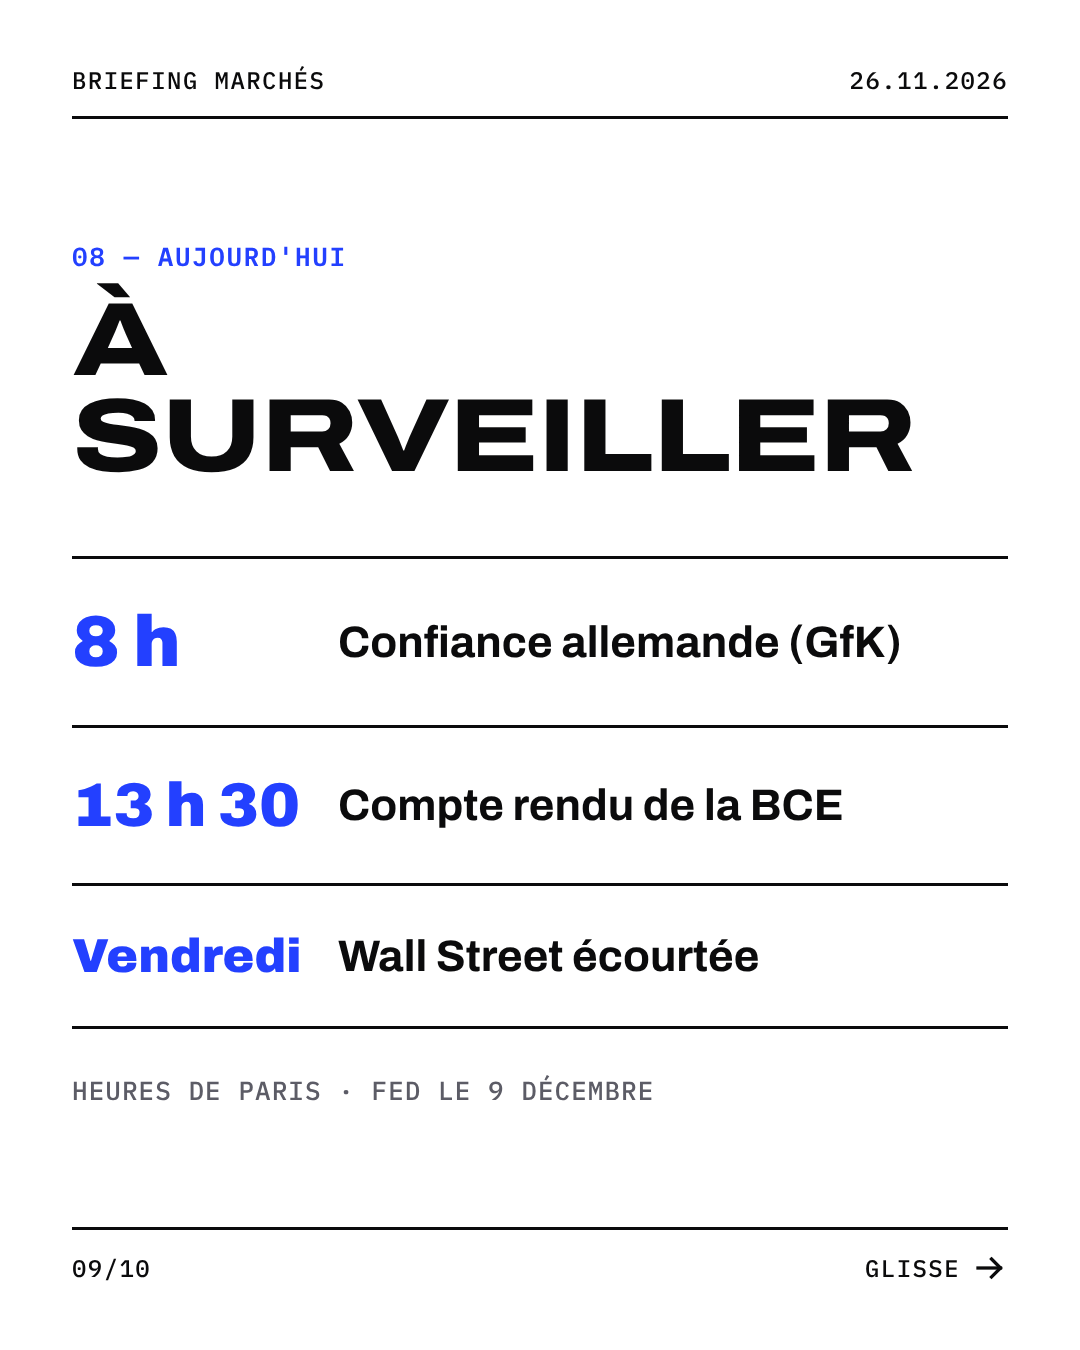 BRIEFING MARCHÉS
26.11.2026
08 — AUJOURD'HUI
À
SURVEILLER
8 h
Confiance allemande (GfK)
13 h 30
Compte rendu de la BCE
Vendredi
Wall Street écourtée
HEURES DE PARIS · FED LE 9 DÉCEMBRE
09/10
GLISSE →